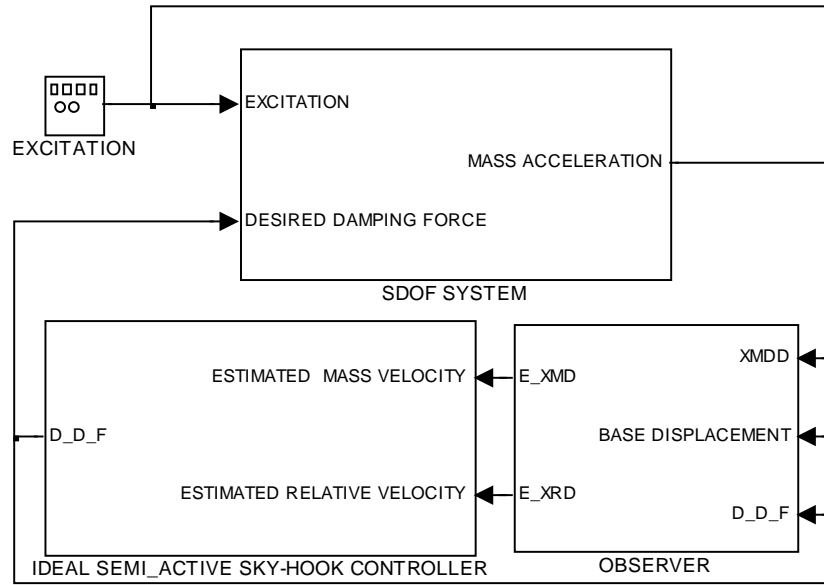 EXCITATION
EXCITATION
MASS ACCELERATION
DESIRED DAMPING FORCE
SDOF SYSTEM
ESTIMATED MASS VELOCITY
E_XMD
XMDD
D_D_F
BASE DISPLACEMENT
ESTIMATED RELATIVE VELOCITY
E_XRD
D_D_F
IDEAL SEMI_ACTIVE SKY-HOOK CONTROLLER
OBSERVER